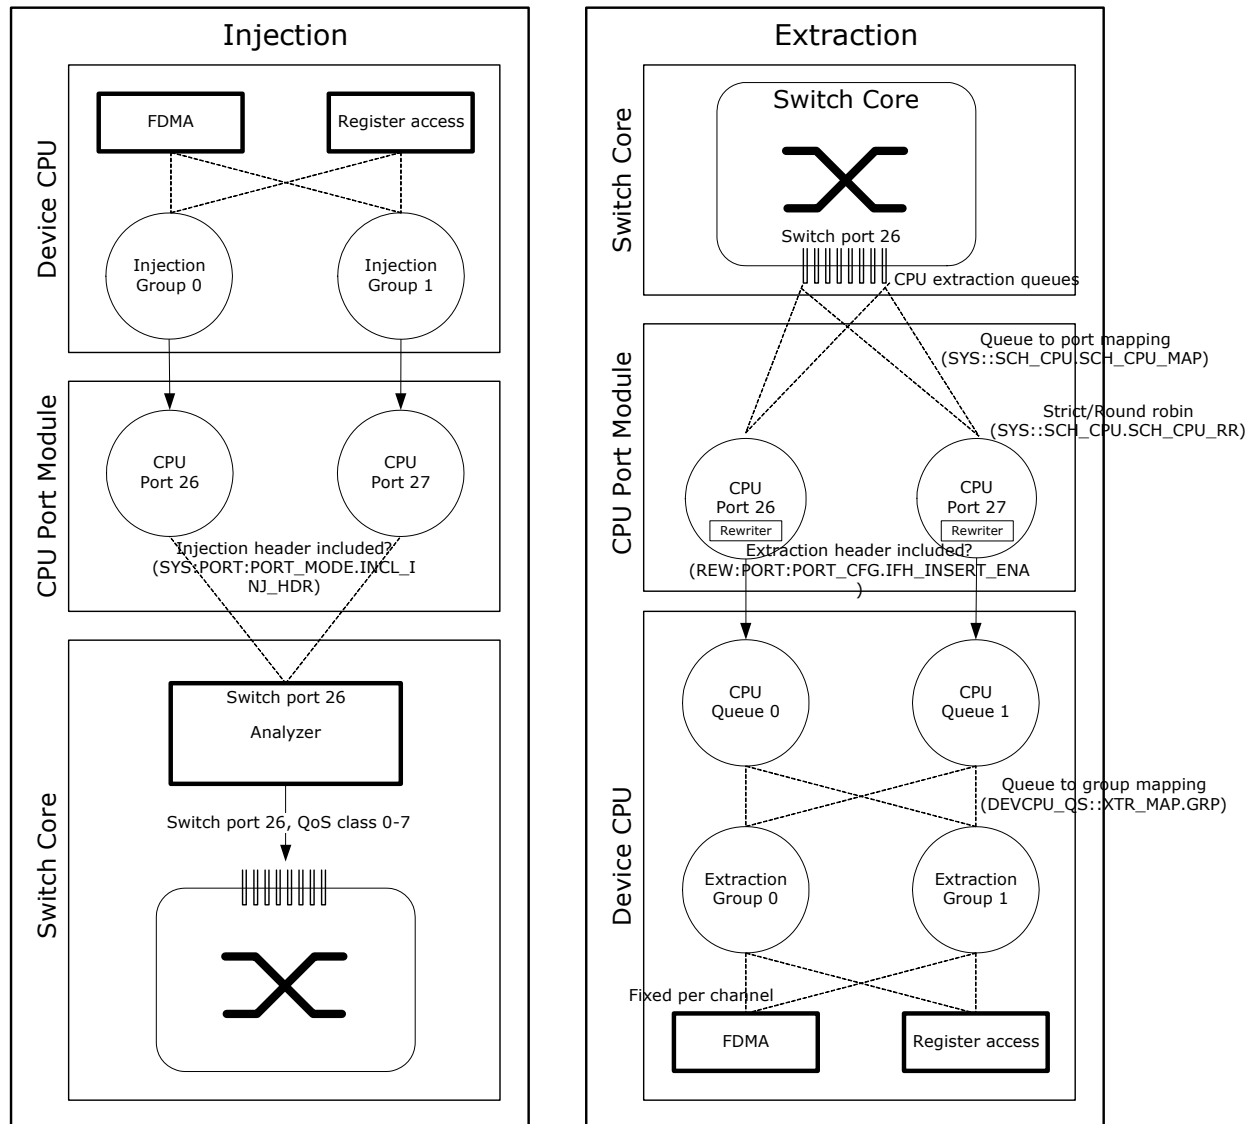 Injection
Device CPU
FDMA
Register access
Injection
Group 0
Injection
Group 1
CPU Port Module
CPU
Port 26
CPU
Port 27
Injection header included?
(SYS:PORT:PORT_MODE.INCL_I
NJ_HDR)
Switch Core
Switch port 26
Analyzer
Switch port 26, QoS class 0-7
Extraction
Switch Core
Switch Core
Switch port 26
CPU extraction queues
CPU Port Module
Queue to port mapping
(SYS::SCH_CPU.SCH_CPU_MAP)
Strict/Round robin
(SYS::SCH_CPU.SCH_CPU_RR)
CPU
Port 26
Rewriter
CPU
Port 27
Rewriter
Extraction header included?
(REW:PORT:PORT_CFG.IFH_INSERT_ENA
)
Device CPU
CPU
Queue 0
CPU
Queue 1
Queue to group mapping
(DEVCPU_QS::XTR_MAP.GRP)
Extraction
Group 0
Extraction
Group 1
Fixed per channel
FDMA
Register access